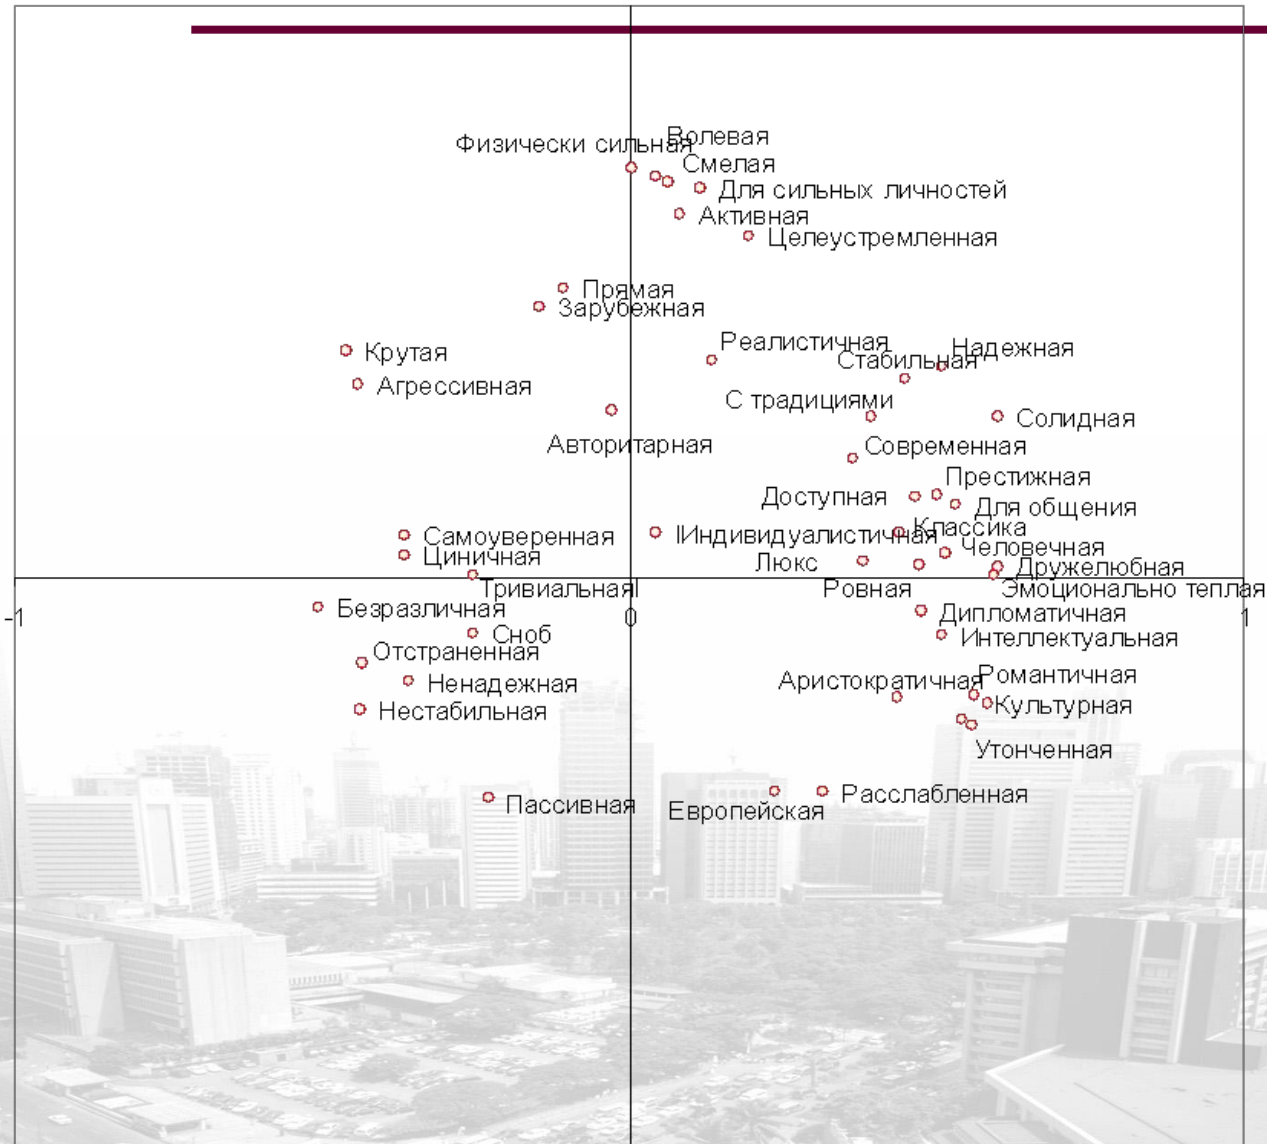 Волевая
Физически сильная
Смелая
Для сильных личностей
Активная
Целеустремленная
Прямая
Зарубежная
Реалистичная
Надежная
Крутая
Стабильная
Агрессивная
С традициями
Солидная
Авторитарная
Современная
Престижная
Доступная
Для общения
Классика
Самоуверенная
IИндивидуалистичная
Человечная
Циничная
Люкс
Дружелюбная
Тривиальная
Ровная
Эмоционально теплая
Безразличная
Дипломатичная
-1
0
1
Сноб
Интеллектуальная
Отстраненная
Романтичная
Ненадежная
Аристократичная
Культурная
Нестабильная
Утонченная
Расслабленная
Пассивная
Европейская